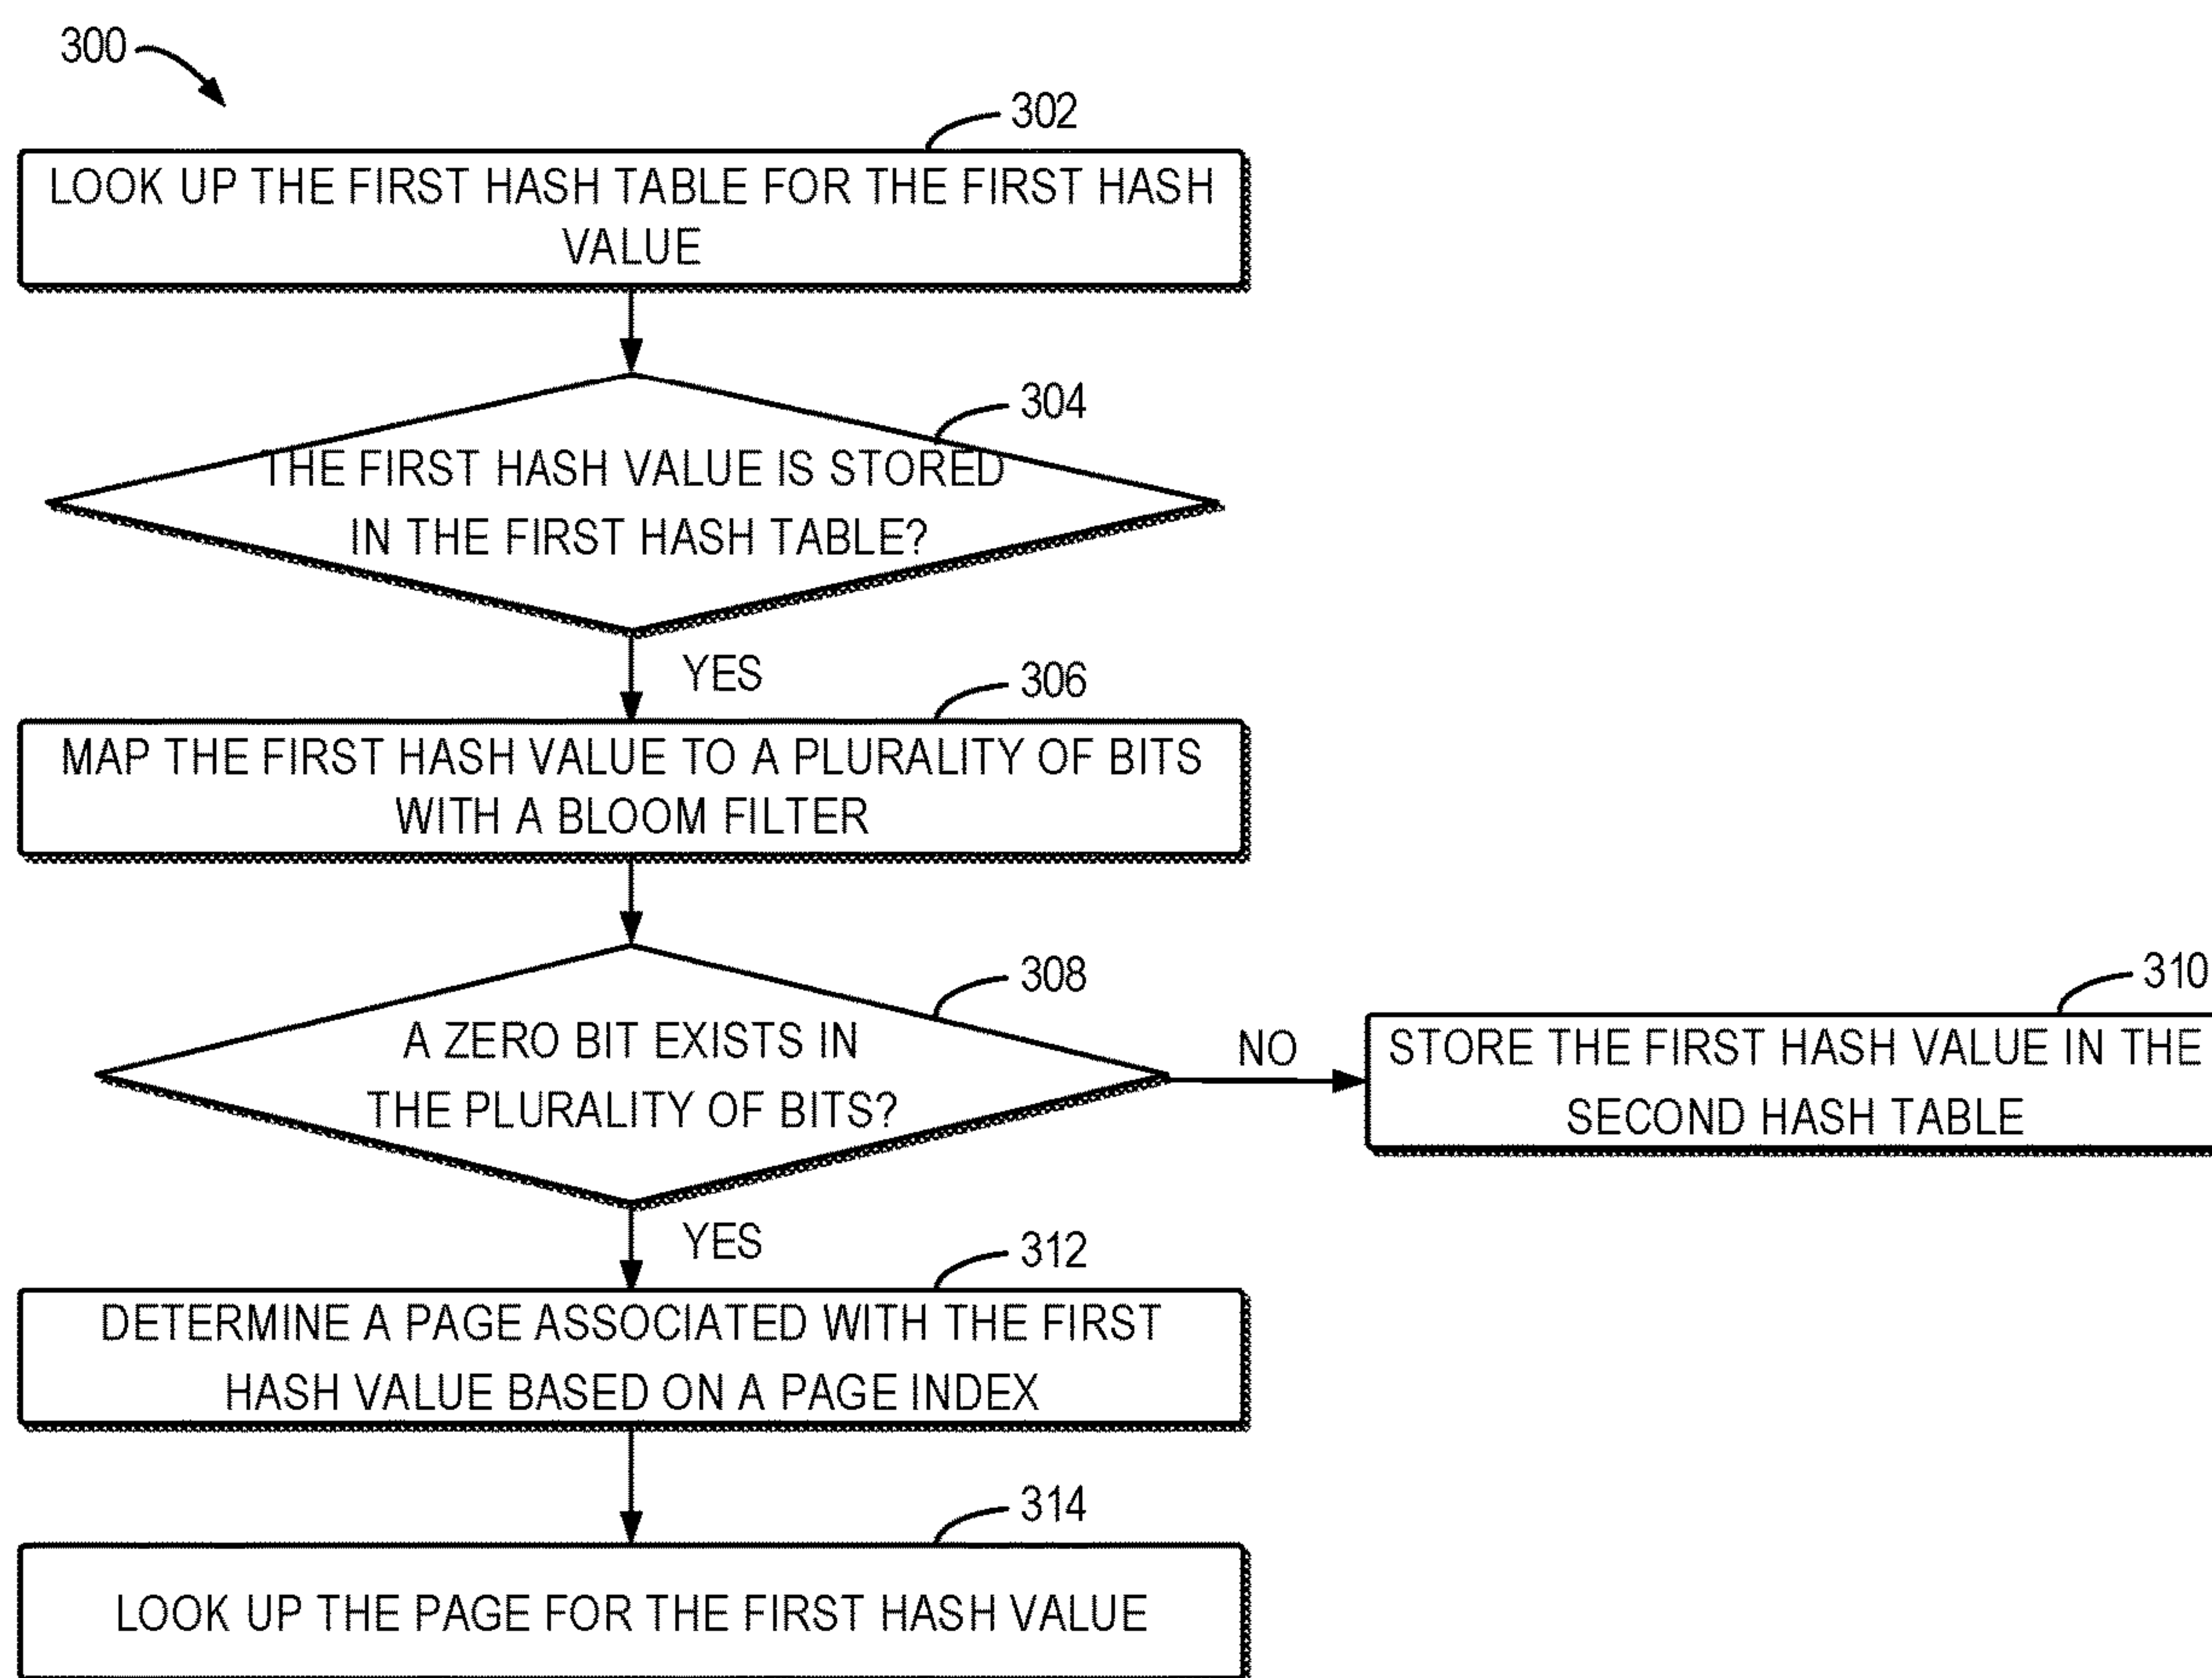 300
302
LOOK UP THE FIRST HASH TABLE FOR THE FIRST HASH
VALUE
304
THE FIRST HASH VALUE IS STORED
IN THE FIRST HASH TABLE?
YES
306
MAP THE FIRST HASH VALUE TO A PLURALITY OF BITS
WITH A BLOOM FILTER
308
A ZERO BIT EXISTS IN
THE PLURALITY OF BITS?
NO
310
STORE THE FIRST HASH VALUE IN THE
SECOND HASH TABLE
YES
312
DETERMINE A PAGE ASSOCIATED WITH THE FIRST
HASH VALUE BASED ON A PAGE INDEX
314
LOOK UP THE PAGE FOR THE FIRST HASH VALUE